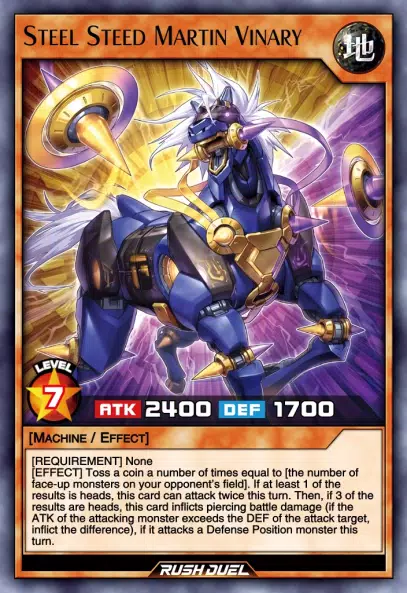 STEEL STEED MARTIN VINARY
地
LEVEL
7
ATK 2400 DEF 1700
[MACHINE / EFFECT]
[REQUIREMENT] None
[EFFECT] Toss a coin a number of times equal to [the number of
face-up monsters on your opponent's field]. If at least 1 of the
results is heads, this card can attack twice this turn. Then, if 3 of the
results are heads, this card inflicts piercing battle damage (if the
ATK of the attacking monster exceeds the DEF of the attack target,
inflict the difference), if it attacks a Defense Position monster this
turn.
RUSH DUEL